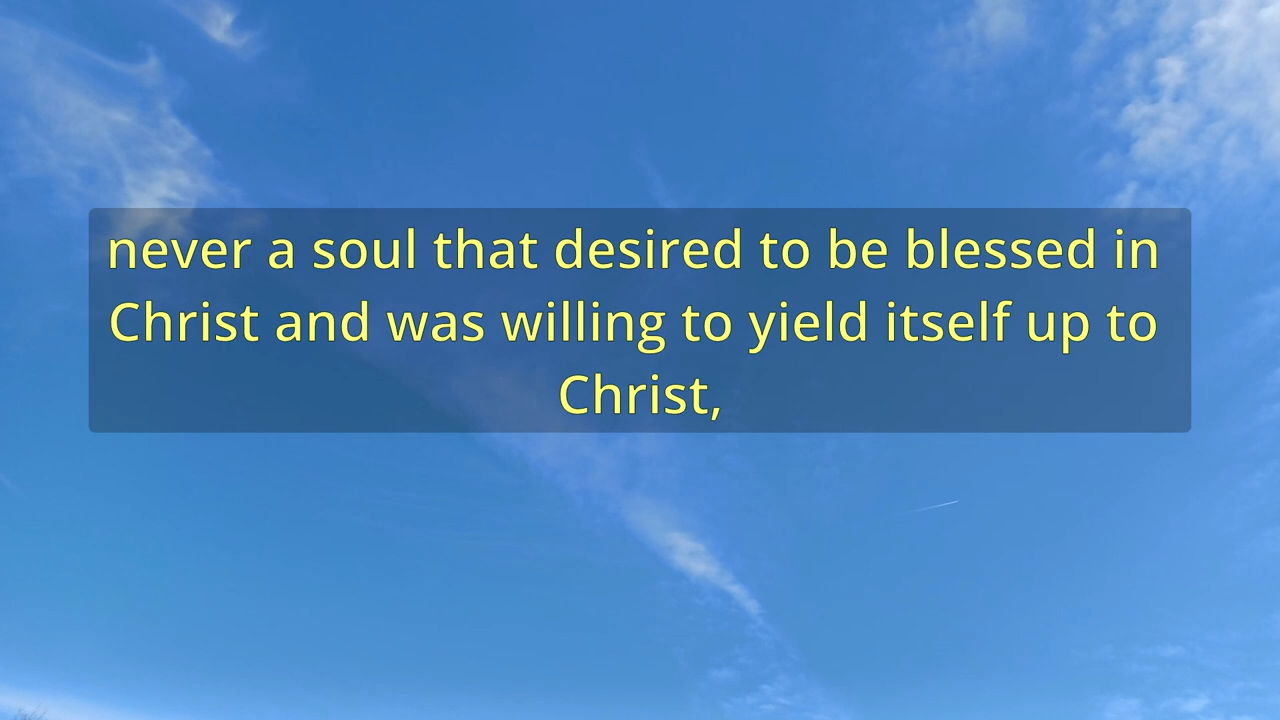 never a soul that desired to be blessed in
Christ and was willing to yield itself up to
Christ,